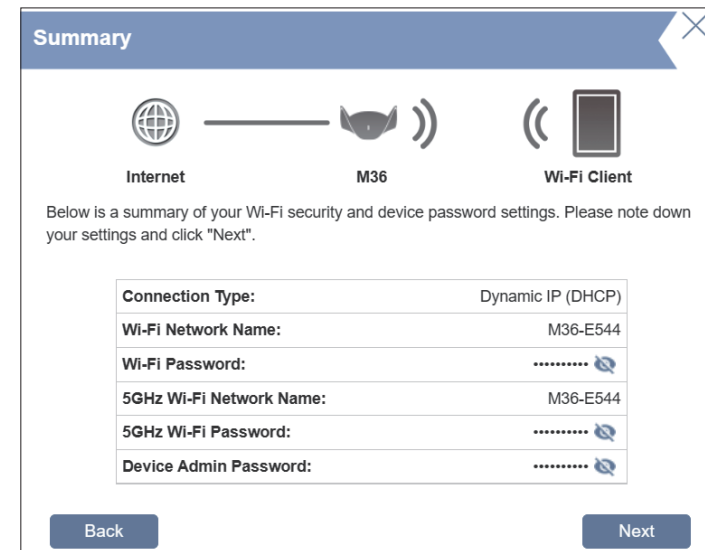 Summary
Internet M36 Wi-Fi Client
Below is a summary of your Wi-Fi security and device password settings. Please note down
your settings and click "Next".
Connection Type: Dynamic IP (DHCP)
Wi-Fi Network Name: M36-E544
Wi-Fi Password: ••••••••••
5GHz Wi-Fi Network Name: M36-E544
5GHz Wi-Fi Password: ••••••••••
Device Admin Password: ••••••••••
Back Next